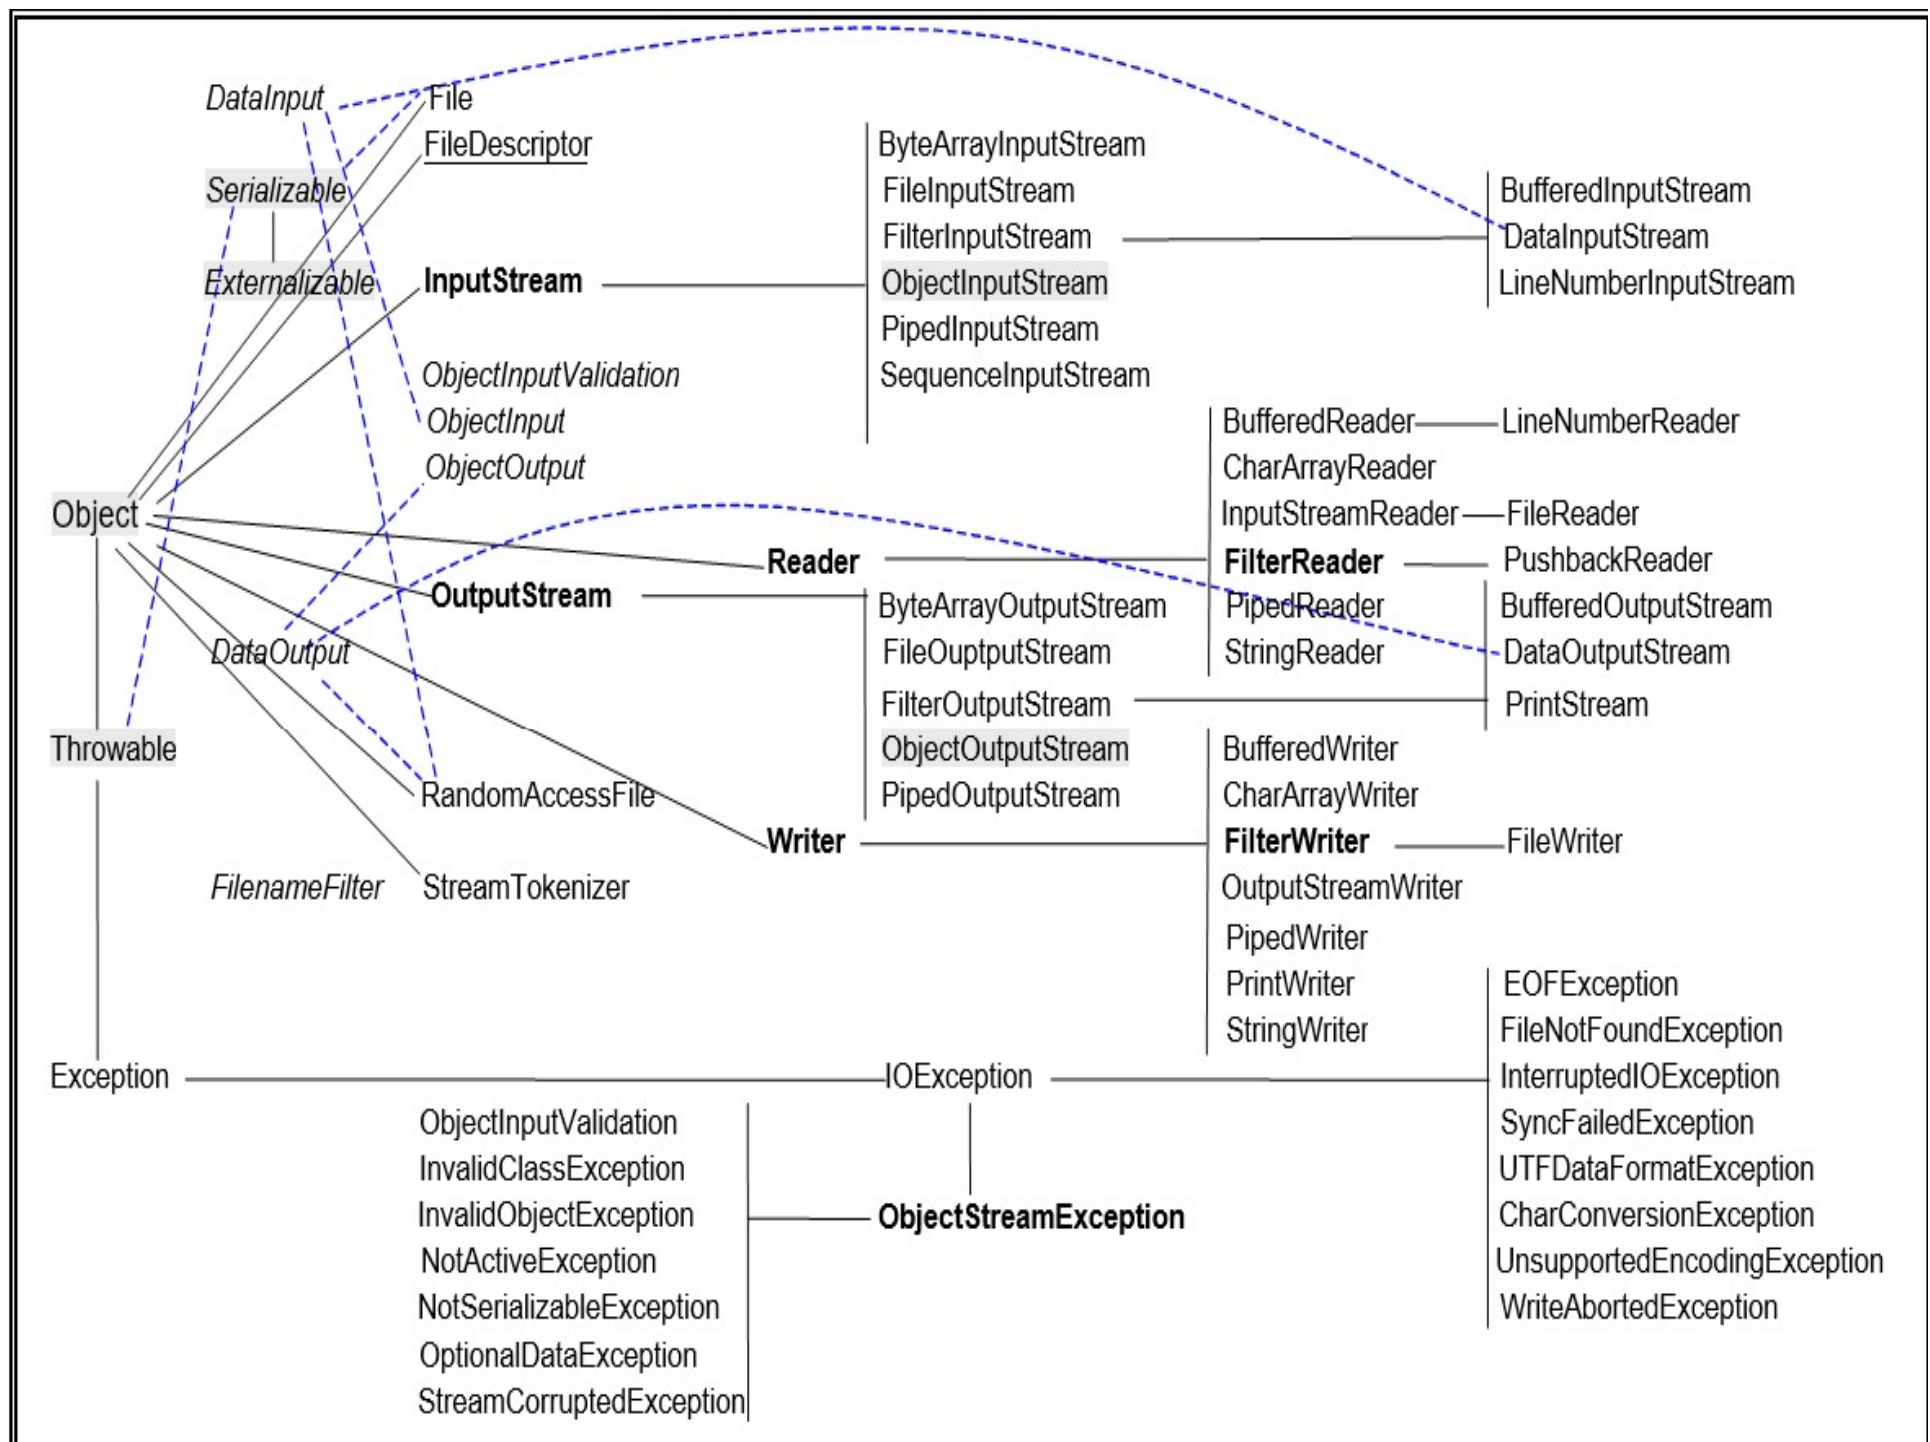 DataInput File
FileDescriptor ByteArrayInputStream
Serializable FileInputStream BufferedInputStream
FilterInputStream DataInputStream
Externalizable InputStream ObjectInputStream LineNumberInputStream
PipedInputStream
ObjectInputValidation SequenceInputStream
ObjectInput BufferedReader LineNumberReader
ObjectOutput CharArrayReader
Object InputStreamReader FileReader
Reader FilterReader PushbackReader
OutputStream ByteArrayOutputStream PipedReader BufferedOutputStream
DataOutput FileOuptputStream StringReader DataOutputStream
FilterOutputStream PrintStream
Throwable ObjectOutputStream BufferedWriter
RandomAccessFile PipedOutputStream CharArrayWriter
Writer FilterWriter FileWriter
FilenameFilter StreamTokenizer OutputStreamWriter
PipedWriter
PrintWriter EOFException
StringWriter FileNotFoundException
Exception IOException InterruptedIOException
ObjectInputValidation SyncFailedException
InvalidClassException UTFDataFormatException
InvalidObjectException ObjectStreamException CharConversionException
NotActiveException UnsupportedEncodingException
NotSerializableException WriteAbortedException
OptionalDataException
StreamCorruptedException